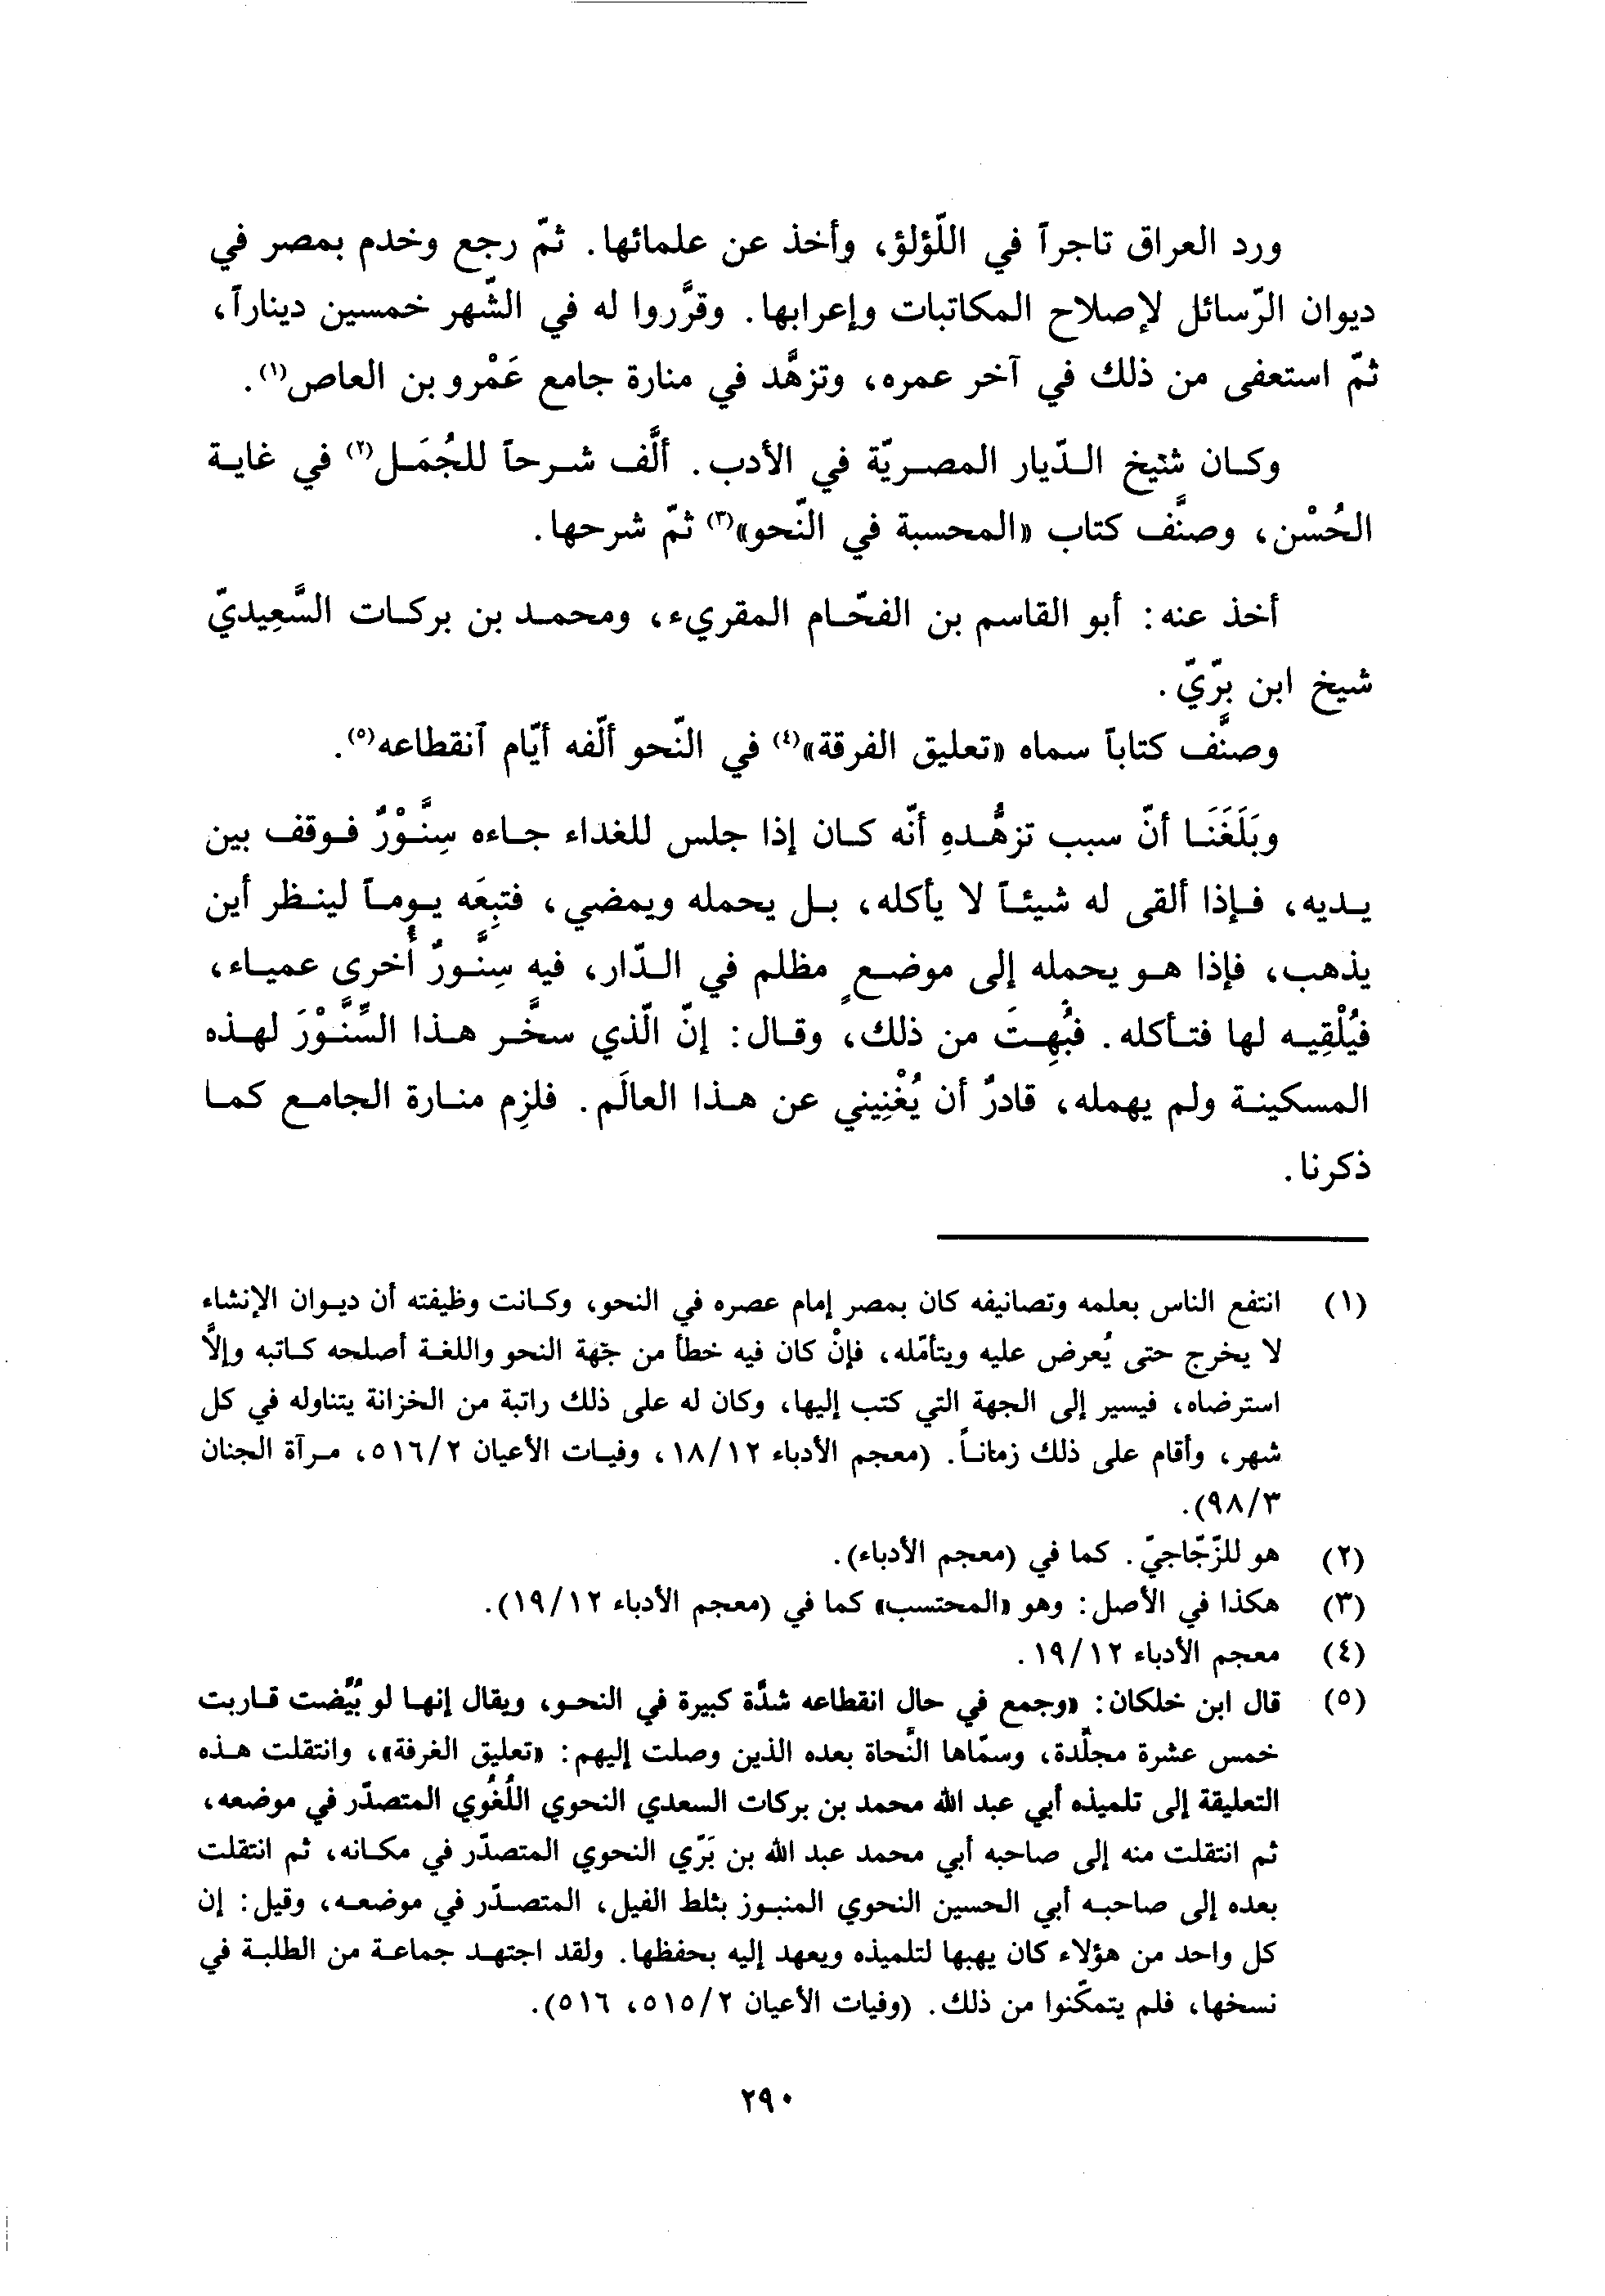 ورد العراق تاجراً في اللّؤلؤ، وأخذ عن علمائها. ثمّ رجع وخدم بمصر في
ديوان الرّسائل لإصلاح المكاتبات وإعرابها. وقرَّروا له في الشّهر خمسين ديناراً،
ثمّ استعفى من ذلك في آخر عمره، وتزهَّد في منارة جامع عَمْرو بن العاص(١).
وكان شَيْخ الدّيار المصريّة في الأدب. ألَّف شرحاً للجُمَل(٢) في غاية
الحُسْن، وصنَّف كتاب «المحسبة في النّحو»(٣) ثمّ شرحها.
أخذ عنه: أبو القاسم بن الفحّام المقريء، ومحمد بن بركات السَّعِيديّ
شيخ ابن برّيّ.
وصنَّف كتاباً سماه «تعليق الفرقة»(٤) في النّحو ألّفه أيّام آنقطاعه(٥).
وبَلَغَنَا أنّ سبب تزهُّدِهِ أنّه كان إذا جلس للغداء جاءه سِنَّوْرٌ فوقف بين
يديه، فإذا ألقى له شيئاً لا يأكله، بل يحمله ويمضي، فتبِعَه يوماً لينظر أين
يذهب، فإذا هو يحمله إلى موضعٍ مظلم في الدّار، فيه سِنَّورٌ أُخرى عمياء،
فيُلْقِيه لها فتأكله. فبُهِتَ من ذلك، وقال: إنّ الّذي سخَّر هذا السِّنَّوْرَ لهذه
المسكينة ولم يهمله، قادرٌ أن يُغْنِيني عن هذا العالَم. فلزِم منارة الجامع كما
ذكرنا.
(١) انتفع الناس بعلمه وتصانيفه كان بمصر إمام عصره في النحو، وكانت وظيفته أن ديوان الإنشاء
لا يخرج حتى يُعرض عليه ويتأمّله، فإنْ كان فيه خطأ من جهة النحو واللغة أصلحه كاتبه وإلاّ
استرضاه، فيسير إلى الجهة التي كتب إليها، وكان له على ذلك راتبة من الخزانة يتناوله في كل
شهر، وأقام على ذلك زماناً. (معجم الأدباء ١٨/١٢، وفيات الأعيان ٥١٦/٢، مرآة الجنان
٩٨/٣).
(٢) هو للزّجّاجيّ. كما في (معجم الأدباء).
(٣) هكذا في الأصل: وهو «المحتسب» كما في (معجم الأدباء ١٩/١٢).
(٤) معجم الأدباء ١٩/١٢.
(٥) قال ابن خلكان: «وجمع في حال انقطاعه شدَّة كبيرة في النحو، ويقال إنها لو بُيِّضت قاربت
خمس عشرة مجلّدة، وسمّاها النُّحاة بعده الذين وصلت إليهم: «تعليق الغرفة»، وانتقلت هذه
التعليقة إلى تلميذه أبي عبد الله محمد بن بركات السعدي النحوي اللُغُوي المتصدّر في موضعه،
ثم انتقلت منه إلى صاحبه أبي محمد عبد الله بن بَرّي النحوي المتصدّر في مكانه، ثم انتقلت
بعده إلى صاحبه أبي الحسين النحوي المنبوز بثلط الفيل، المتصدّر في موضعه، وقيل: إن
كل واحد من هؤلاء كان يهبها لتلميذه ويعهد إليه بحفظها. ولقد اجتهد جماعة من الطلبة في
نسخها، فلم يتمكّنوا من ذلك. (وفيات الأعيان ٥١٥/٢، ٥١٦).
٢٩٠